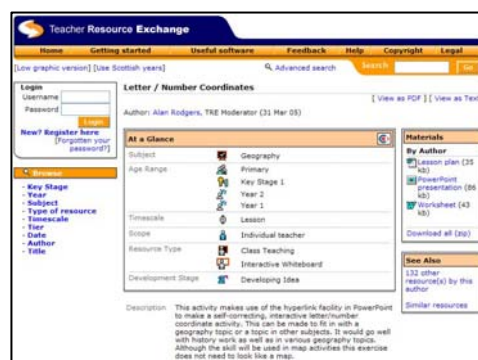 Teacher Resource Exchange
Home Getting started Useful software Feedback Help Copyright Legal
[Low graphic version] [Use Scottish years] Advanced search Search Go
Login
Username
Password
Login
New? Register here
[Forgotten your password?]
Browse
- Key Stage
- Year
- Subject
- Type of resource
- Timescale
- Tier
- Date
- Author
- Title
Letter / Number Coordinates
[ View as PDF ] [ View as Text
Author: Alan Rodgers, TRE Moderator (31 Mar 05)
At a Glance
Subject Geography
Age Range Primary
Key Stage 1
Year 2
Year 1
Timescale Lesson
Scope Individual teacher
Resource Type Class Teaching
Interactive Whiteboard
Development Stage Developing Idea
Description This activity makes use of the hyperlink facility in PowerPoint
to make a self-correcting, interactive letter/number
coordinate activity. This can be made to fit in with a
geography topic or a topic in other subjects. It would go well
with history work as well as in various geography topics.
Although the skill will be used in map activities this exercise
does not need to look like a map.
Materials
By Author
Lesson plan (35
kb)
PowerPoint
presentation (86
kb)
Worksheet (43
kb)
Download all (zip)
See Also
132 other
resource(s) by this
author
Similar resources